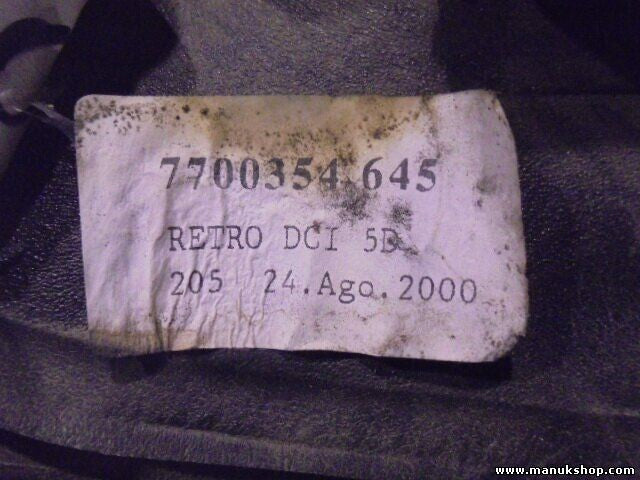 7700354.645
RETRO DCI 5D
205 24.Ago.2000
www.manukshop.com